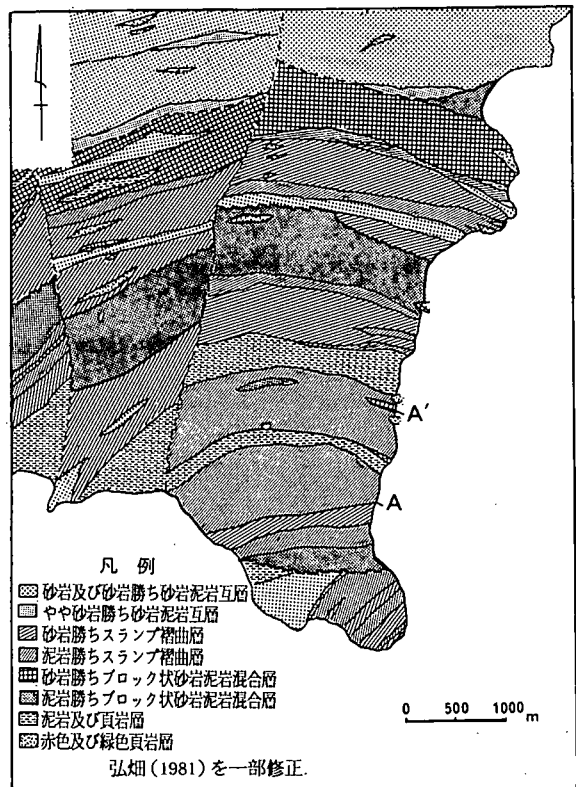 A'
A
凡 例
砂岩及び砂岩勝ち砂岩泥岩互層
やや砂岩勝ち砂岩泥岩互層
砂岩勝ちスランプ褶曲層
泥岩勝ちスランプ褶曲層
砂岩勝ちブロック状砂岩泥岩混合層
泥岩勝ちブロック状砂岩泥岩混合層
泥岩及び頁岩層
赤色及び緑色頁岩層
0 500 1000 m
弘畑(1981)を一部修正.